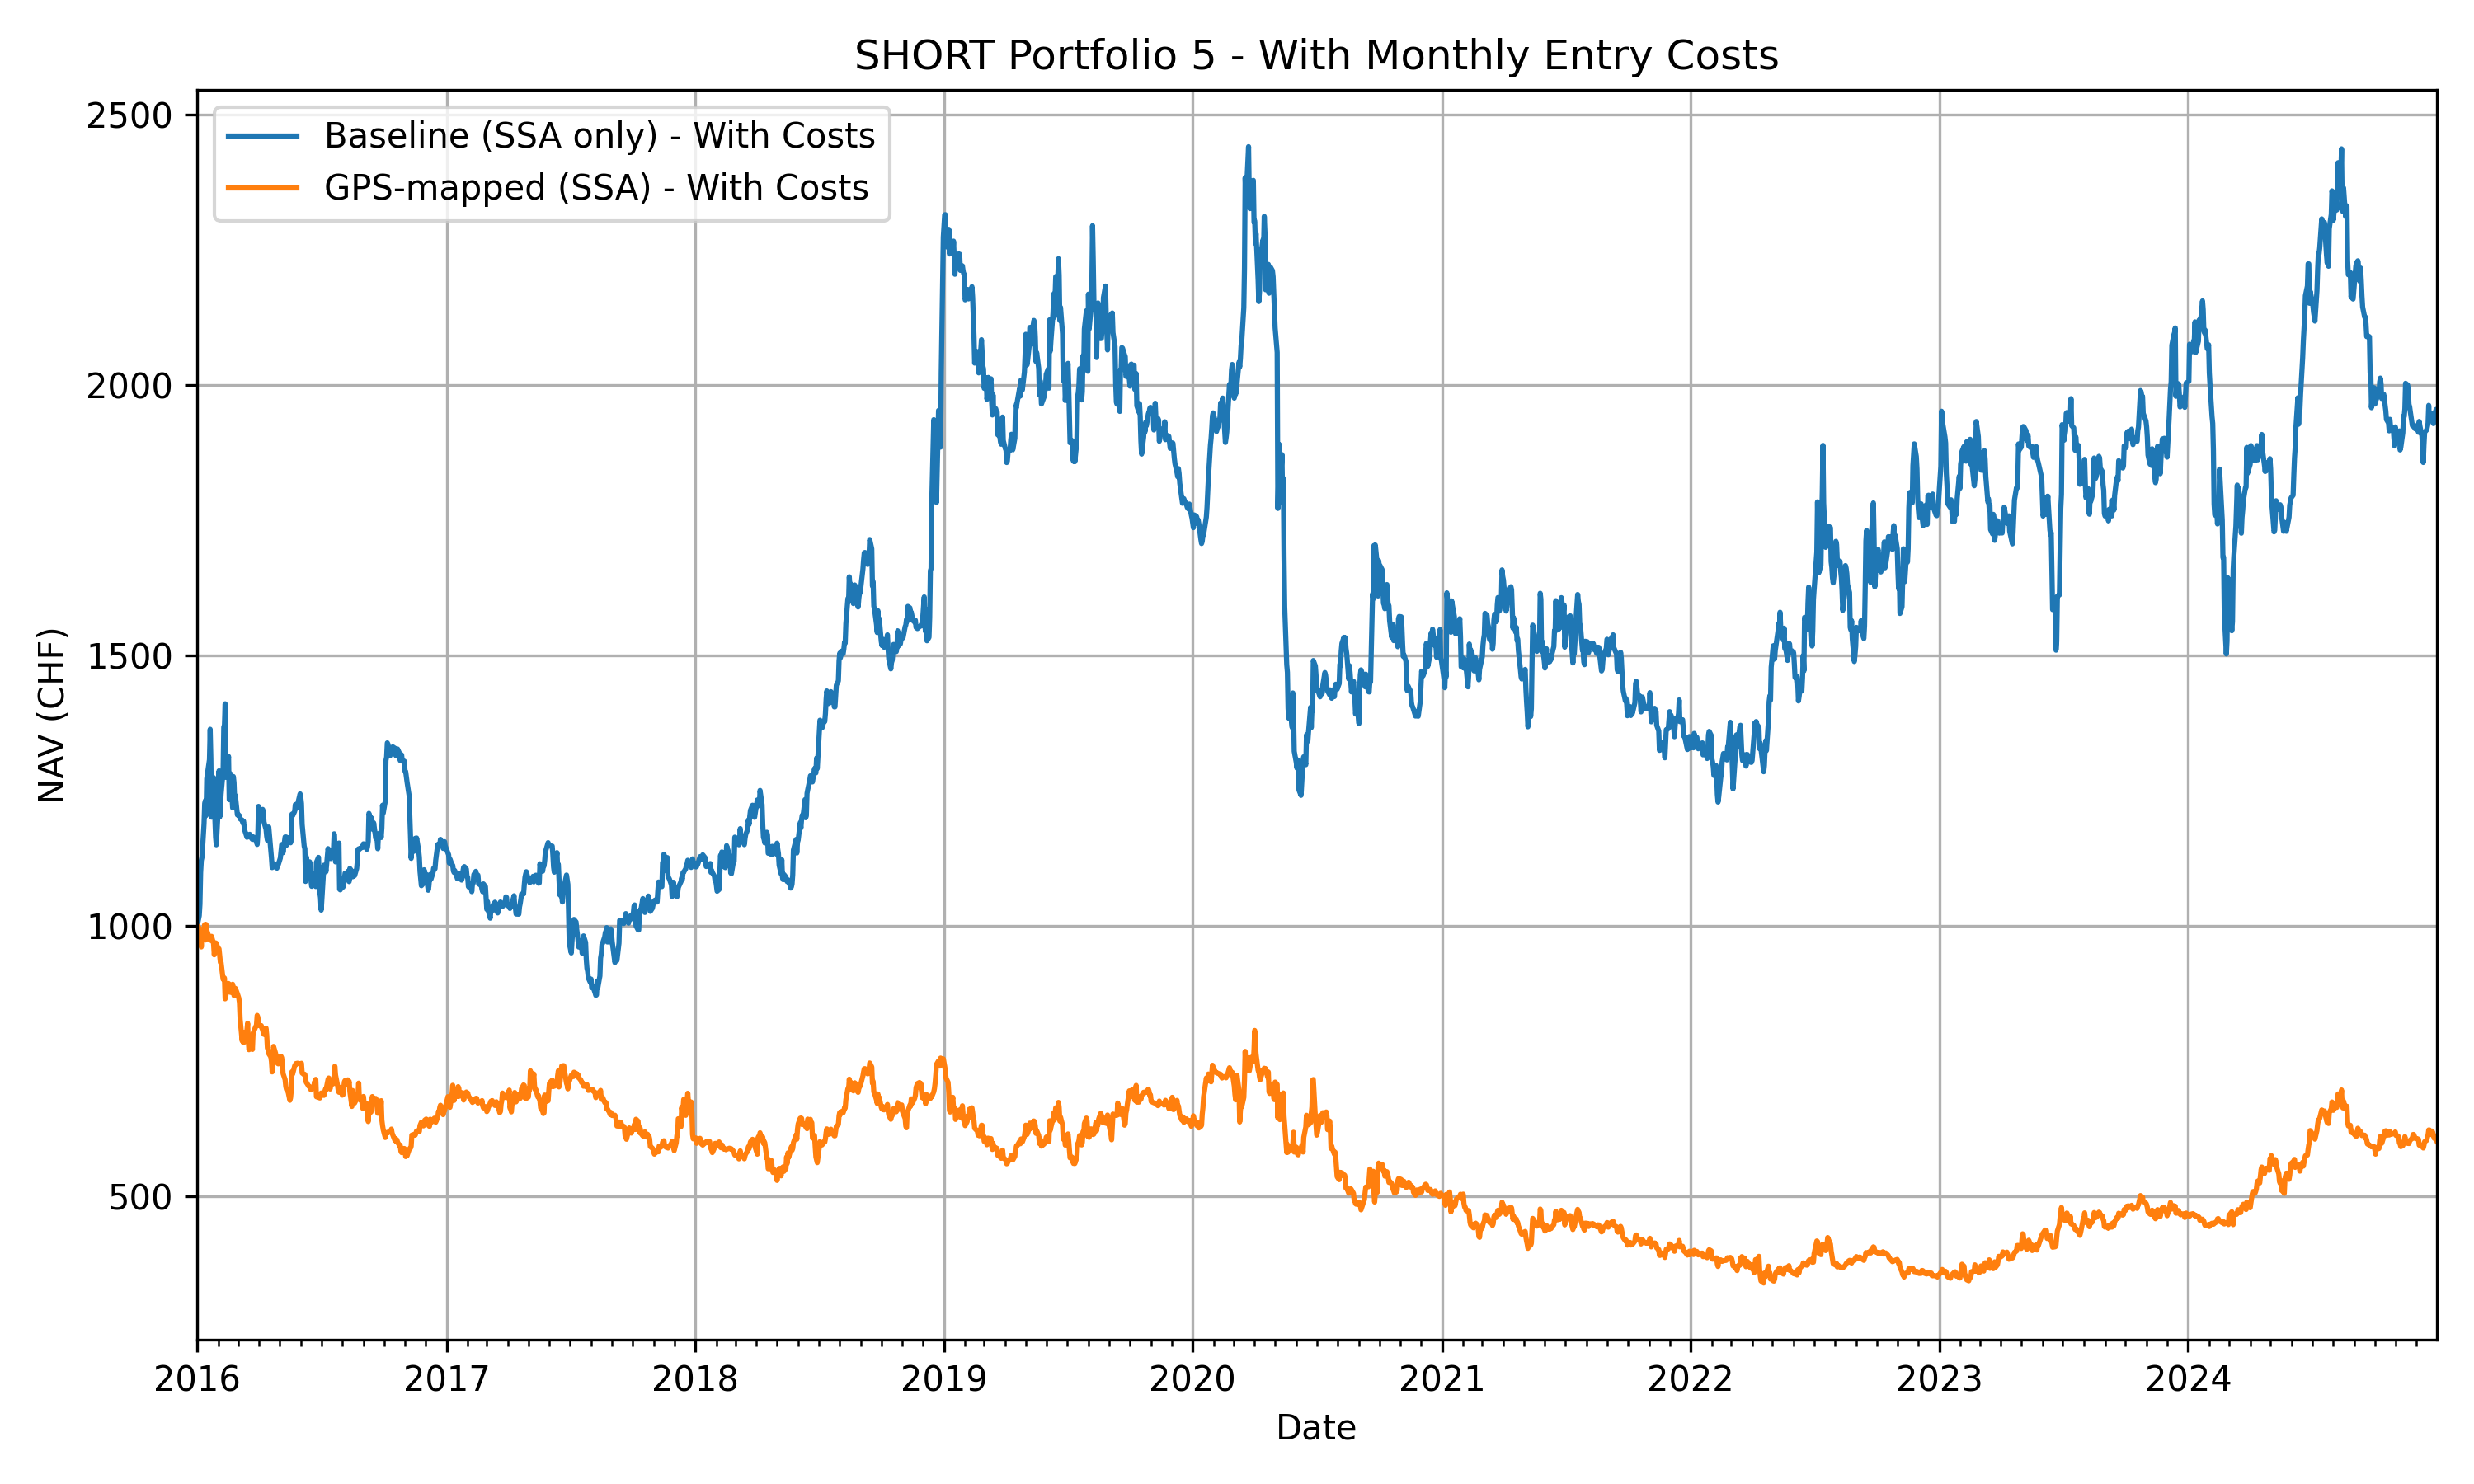 SHORT Portfolio 5 - With Monthly Entry Costs
Baseline (SSA only) - With Costs
GPS-mapped (SSA) - With Costs
NAV (CHF)
2500
2000
1500
1000
500
2016 2017 2018 2019 2020 2021 2022 2023 2024
Date